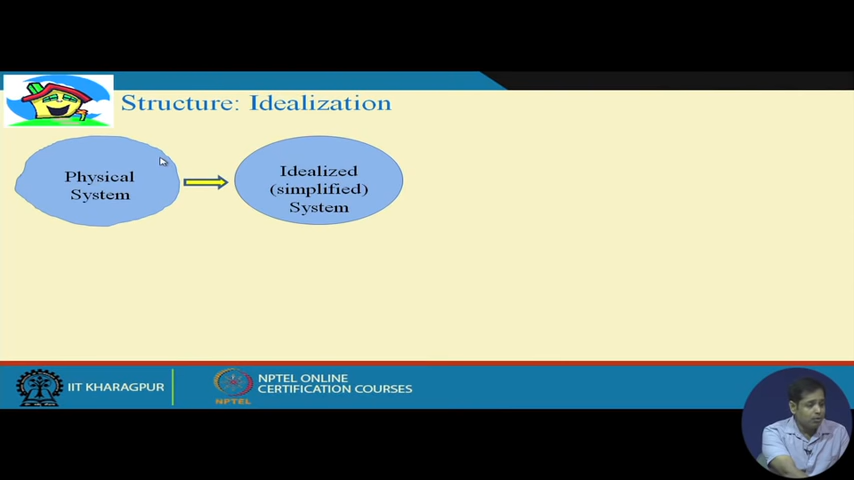 Structure: Idealization
Physical
System
Idealized
(simplified)
System
IIT KHARAGPUR
NPTEL
NPTEL ONLINE
CERTIFICATION COURSES